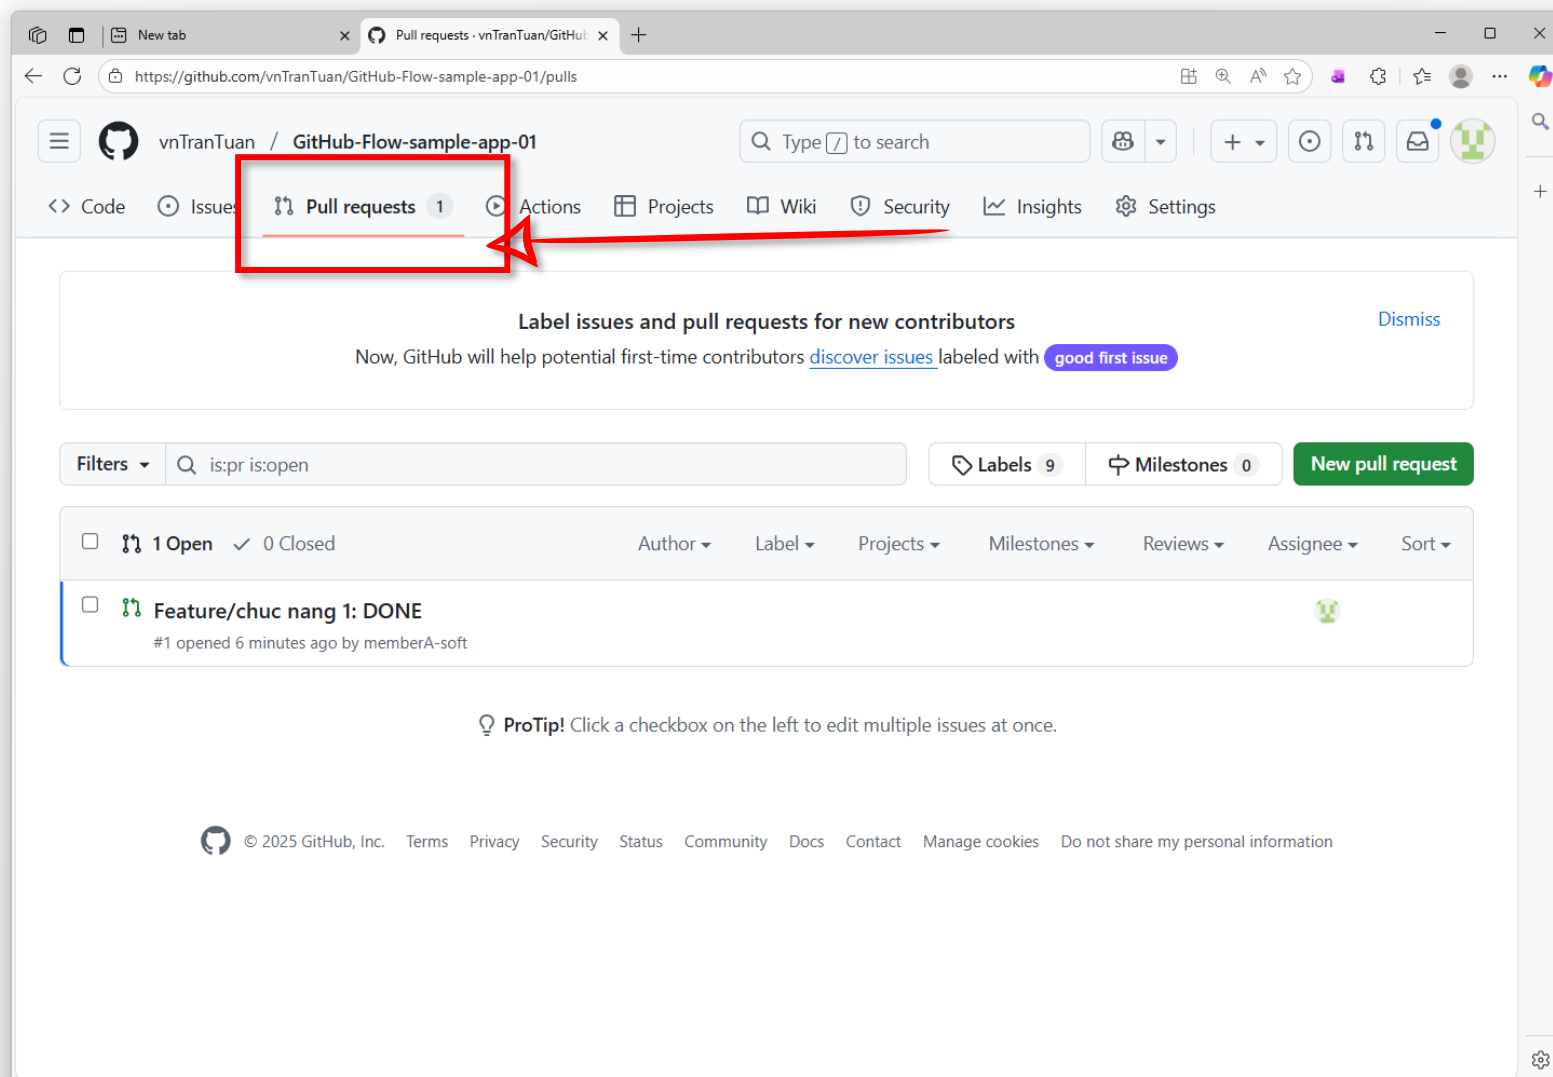 New tab
Pull requests · vnTranTuan/GitHub
https://github.com/vnTranTuan/GitHub-Flow-sample-app-01/pulls
vnTranTuan / GitHub-Flow-sample-app-01
Type / to search
Code Issues Pull requests 1 Actions Projects Wiki Security Insights Settings
Label issues and pull requests for new contributors
Dismiss
Now, GitHub will help potential first-time contributors discover issues labeled with good first issue
Filters is:pr is:open Labels 9 Milestones 0 New pull request
1 Open 0 Closed Author Label Projects Milestones Reviews Assignee Sort
Feature/chuc nang 1: DONE
#1 opened 6 minutes ago by memberA-soft
ProTip! Click a checkbox on the left to edit multiple issues at once.
© 2025 GitHub, Inc. Terms Privacy Security Status Community Docs Contact Manage cookies Do not share my personal information